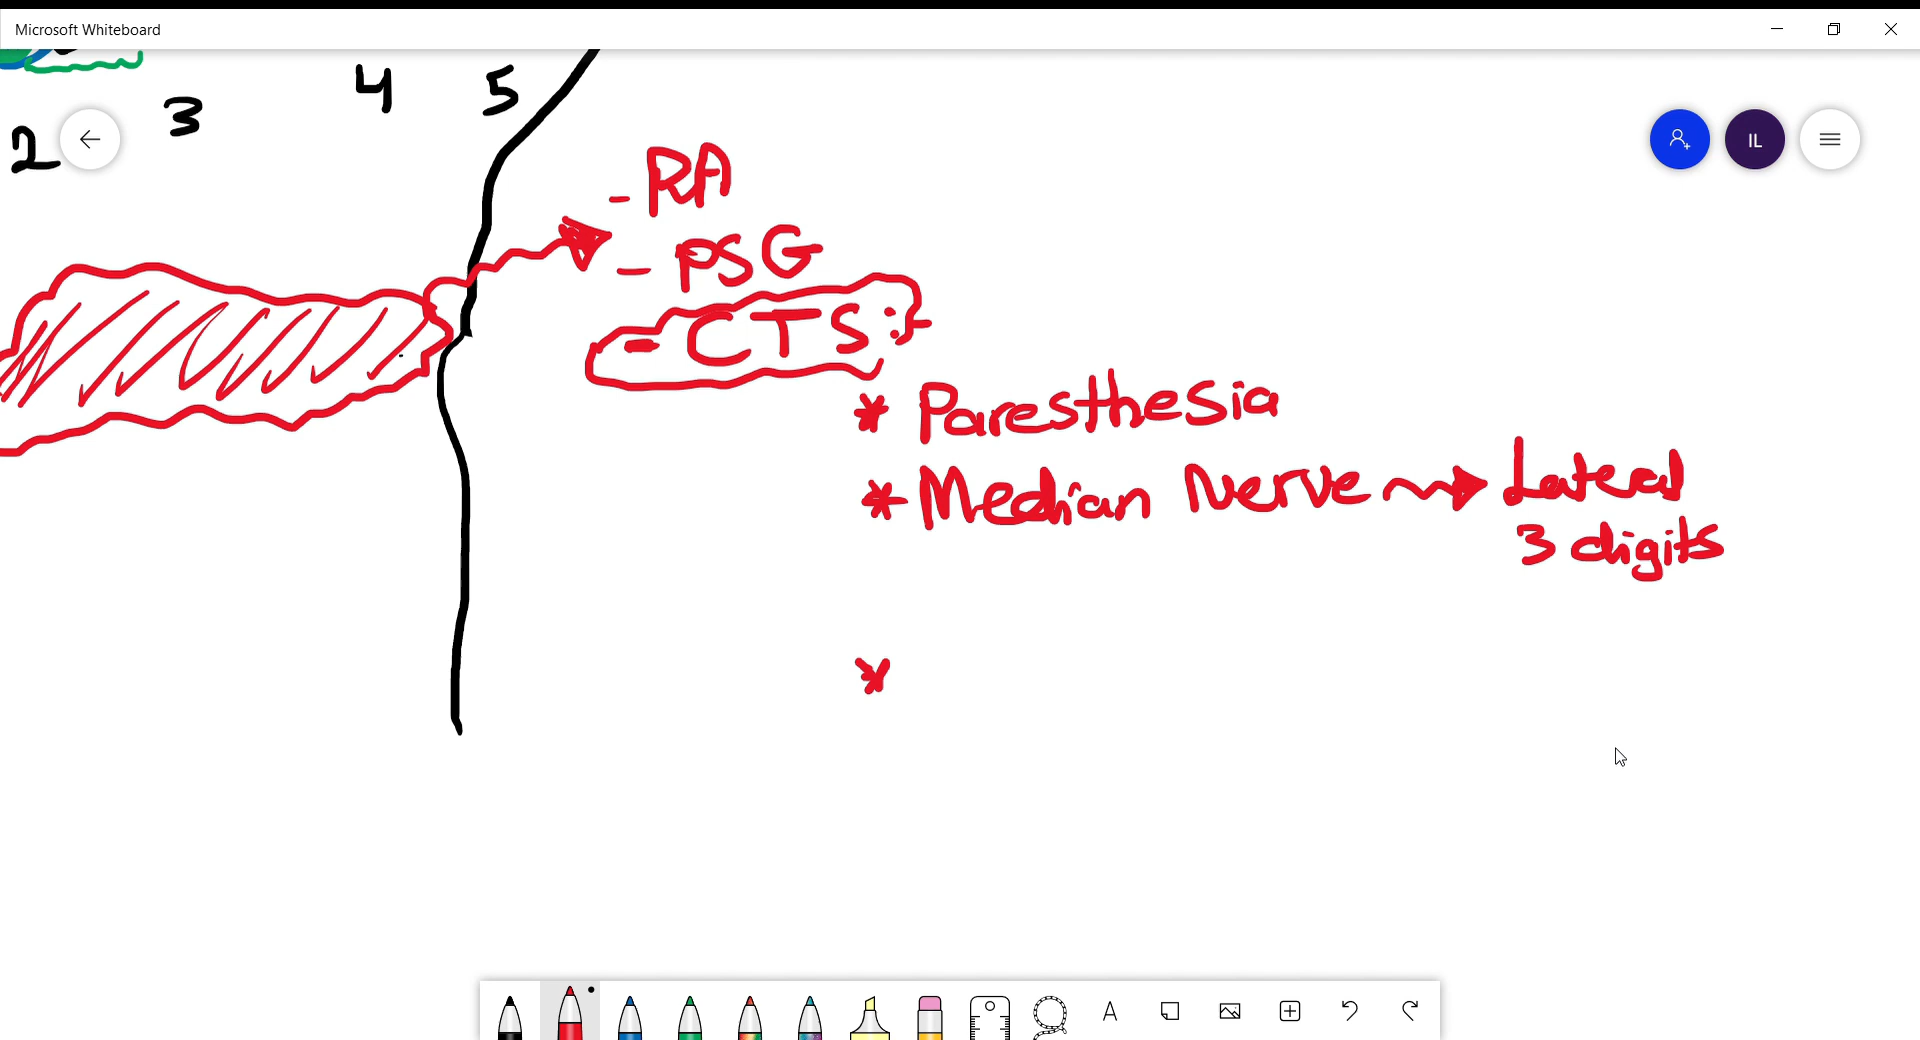 Microsoft Whiteboard
2 3 4 5
IL
- RA
- PSG
- CTS:
* Paresthesia
* Median Nerve → Lateral
3 digits
*
A